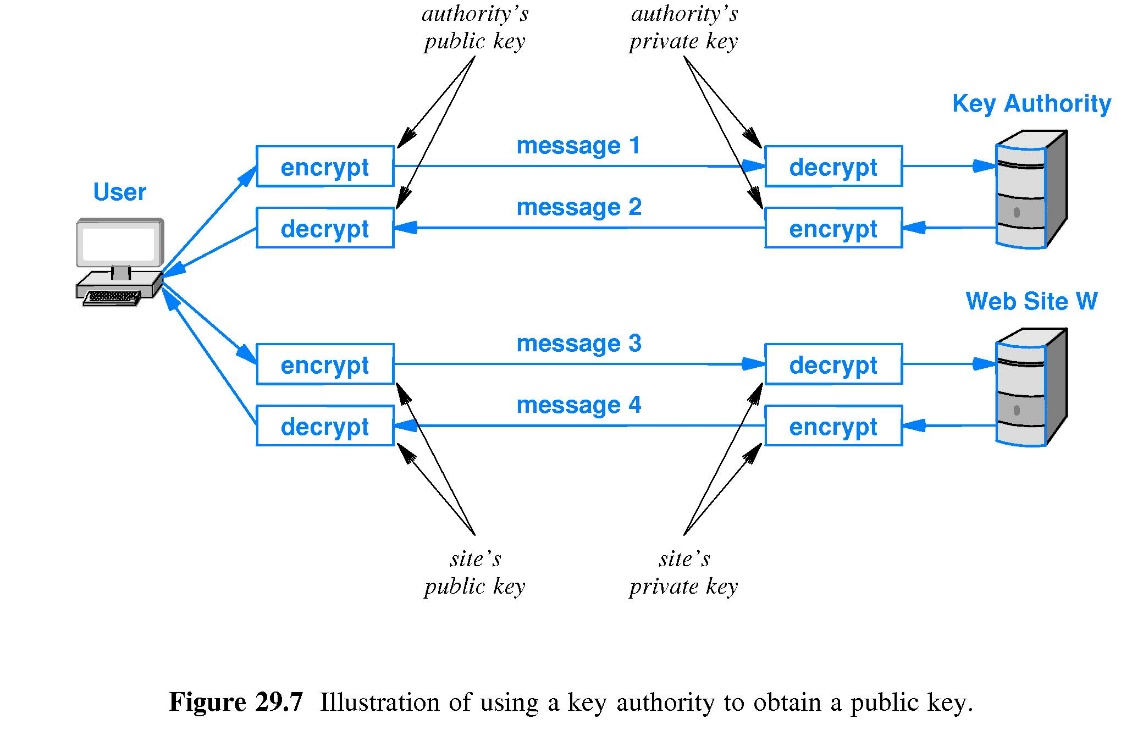 authority's
public key
authority's
private key
Key Authority
message 1
encrypt
decrypt
User
message 2
decrypt
encrypt
Web Site W
message 3
encrypt
decrypt
message 4
decrypt
encrypt
site's
public key
site's
private key
Figure 29.7 Illustration of using a key authority to obtain a public key.